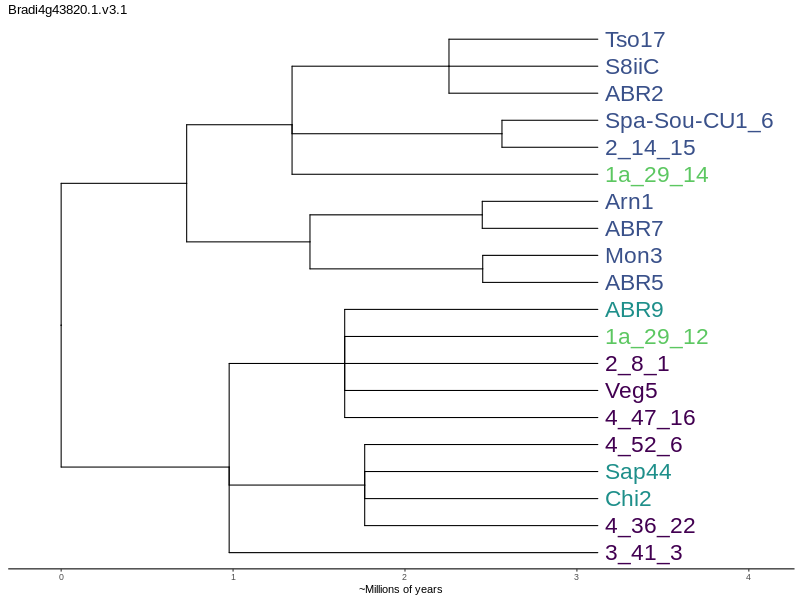 Bradi4g43820.1.v3.1
Tso17
S8iiC
ABR2
Spa-Sou-CU1_6
2_14_15
1a_29_14
Arn1
ABR7
Mon3
ABR5
ABR9
1a_29_12
2_8_1
Veg5
4_47_16
4_52_6
Sap44
Chi2
4_36_22
3_41_3
0 1 2 3 4
~Millions of years